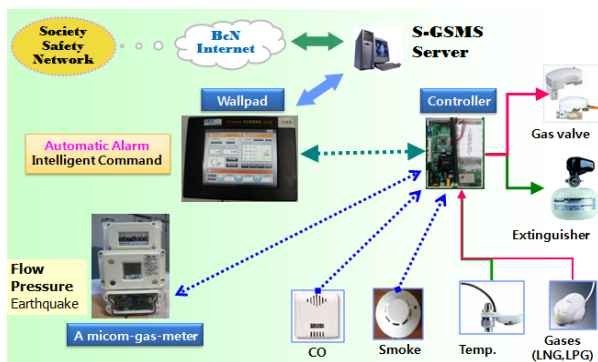 Society
Safety
Network
BcN
Internet
S-GSMS
Server
Wallpad
Controller
Gas valve
Automatic Alarm
Intelligent Command
Extinguisher
Flow
Pressure
Earthquake
A micom-gas-meter
CO
Smoke
Temp.
Gases
(LNG,LPG)